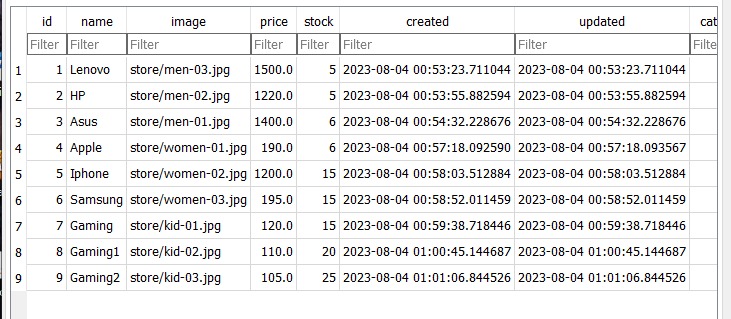 id name image price stock created updated cat
Filter Filter Filter Filter Filter Filter Filter Filter
1 1 Lenovo store/men-03.jpg 1500.0 5 2023-08-04 00:53:23.711044 2023-08-04 00:53:23.711044
2 2 HP store/men-02.jpg 1220.0 5 2023-08-04 00:53:55.882594 2023-08-04 00:53:55.882594
3 3 Asus store/men-01.jpg 1400.0 6 2023-08-04 00:54:32.228676 2023-08-04 00:54:32.228676
4 4 Apple store/women-01.jpg 190.0 6 2023-08-04 00:57:18.092590 2023-08-04 00:57:18.093567
5 5 Iphone store/women-02.jpg 1200.0 15 2023-08-04 00:58:03.512884 2023-08-04 00:58:03.512884
6 6 Samsung store/women-03.jpg 195.0 15 2023-08-04 00:58:52.011459 2023-08-04 00:58:52.011459
7 7 Gaming store/kid-01.jpg 120.0 15 2023-08-04 00:59:38.718446 2023-08-04 00:59:38.718446
8 8 Gaming1 store/kid-02.jpg 110.0 20 2023-08-04 01:00:45.144687 2023-08-04 01:00:45.144687
9 9 Gaming2 store/kid-03.jpg 105.0 25 2023-08-04 01:01:06.844526 2023-08-04 01:01:06.844526